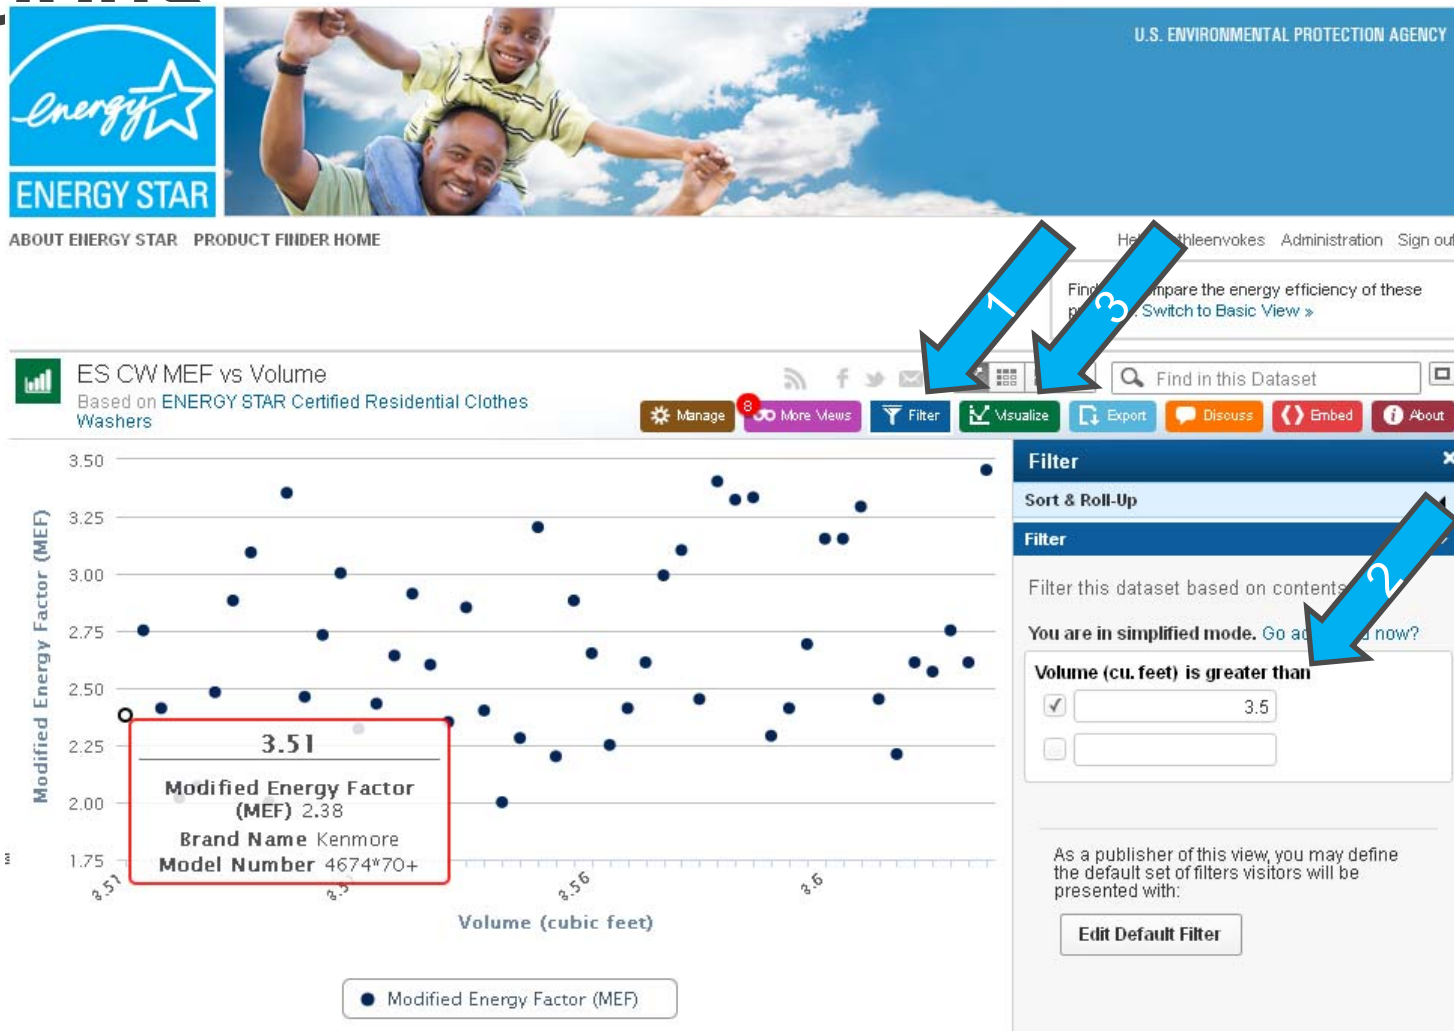 U.S. ENVIRONMENTAL PROTECTION AGENCY
energy
ENERGY STAR
ABOUT ENERGY STAR PRODUCT FINDER HOME
Administration Sign out
Find compare the energy efficiency of these
Switch to Basic View »
1
3
ES CW MEF vs Volume
Based on ENERGY STAR Certified Residential Clothes
Washers
Find in this Dataset
Manage
8
More Views
Filter
Visualize
Export
Discuss
Embed
About
Filter
Sort & Roll-Up
Filter
2
Filter this dataset based on contents
You are in simplified mode. Go now?
Volume (cu. feet) is greater than
3.5
As a publisher of this view, you may define
the default set of filters visitors will be
presented with:
Edit Default Filter
Modified Energy Factor (MEF)
3.50
3.25
3.00
2.75
2.50
2.25
2.00
1.75
3.51
Modified Energy Factor
(MEF) 2.38
Brand Name Kenmore
Model Number 4674*70+
3.51
3.56
3.6
Volume (cubic feet)
Modified Energy Factor (MEF)